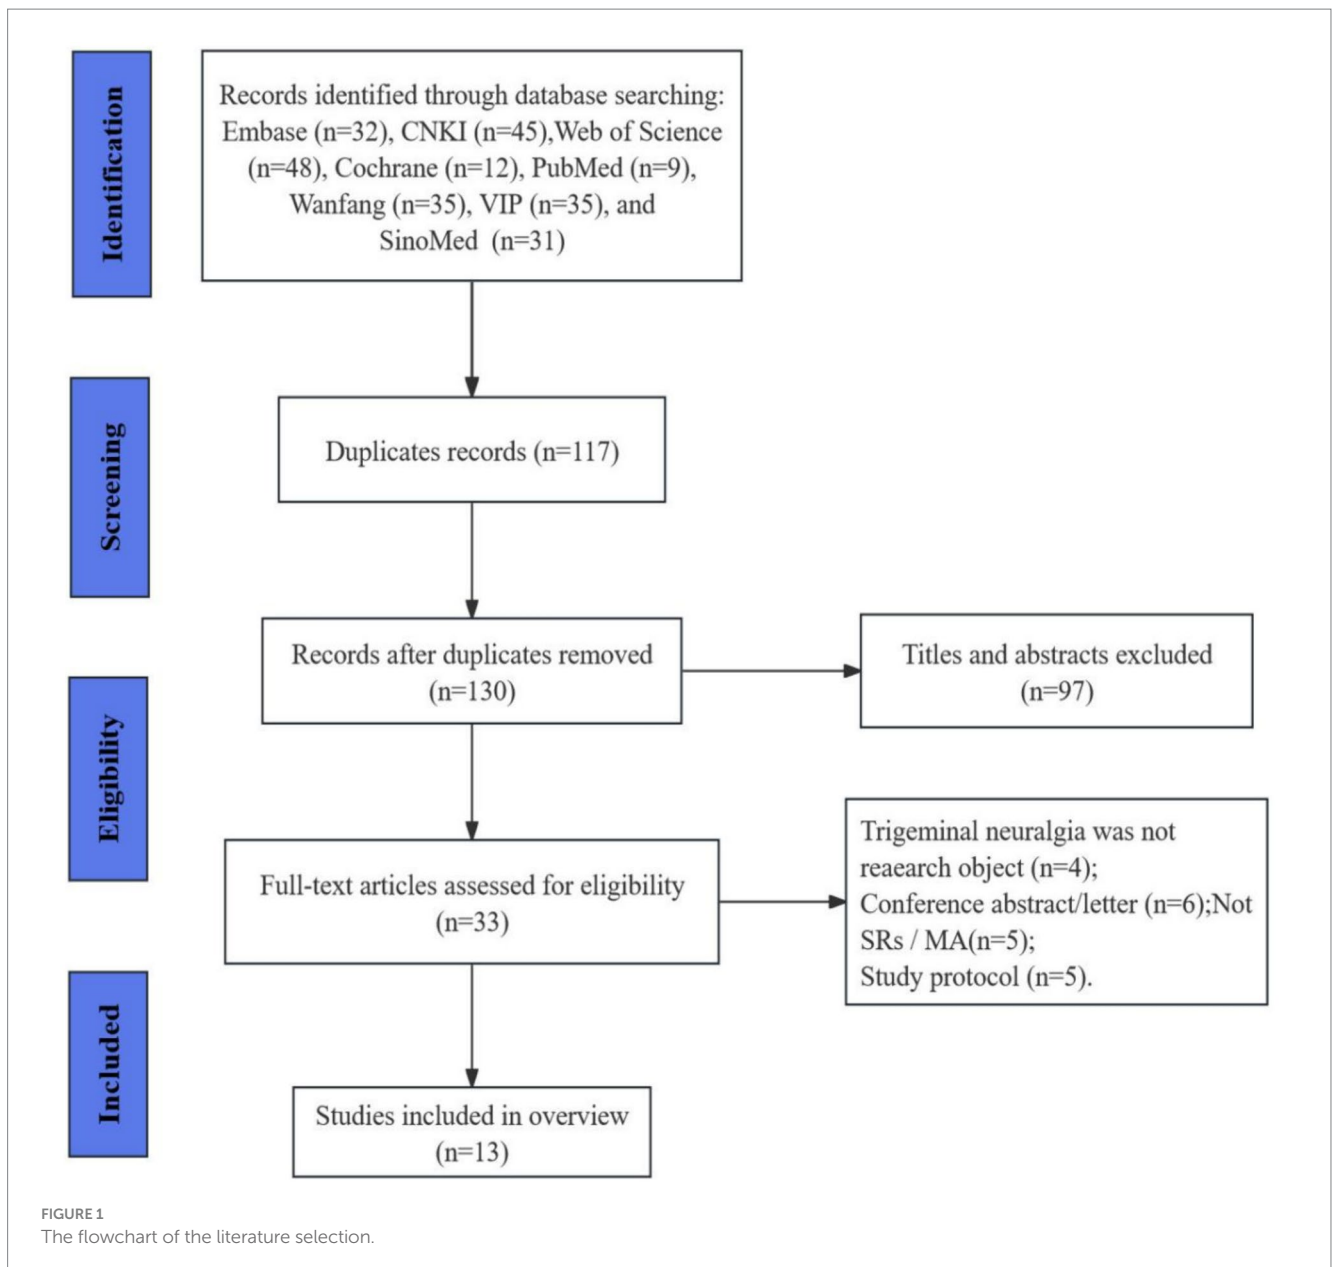 Identification
Records identified through database searching:
Embase (n=32), CNKI (n=45),Web of Science
(n=48), Cochrane (n=12), PubMed (n=9),
Wanfang (n=35), VIP (n=35), and
SinoMed (n=31)
Screening
Duplicates records (n=117)
Records after duplicates removed
(n=130)
Titles and abstracts excluded
(n=97)
Eligibility
Full-text articles assessed for eligibility
(n=33)
Trigeminal neuralgia was not
reaearch object (n=4);
Conference abstract/letter (n=6);Not
SRs / MA(n=5);
Study protocol (n=5).
Included
Studies included in overview
(n=13)
FIGURE 1
The flowchart of the literature selection.